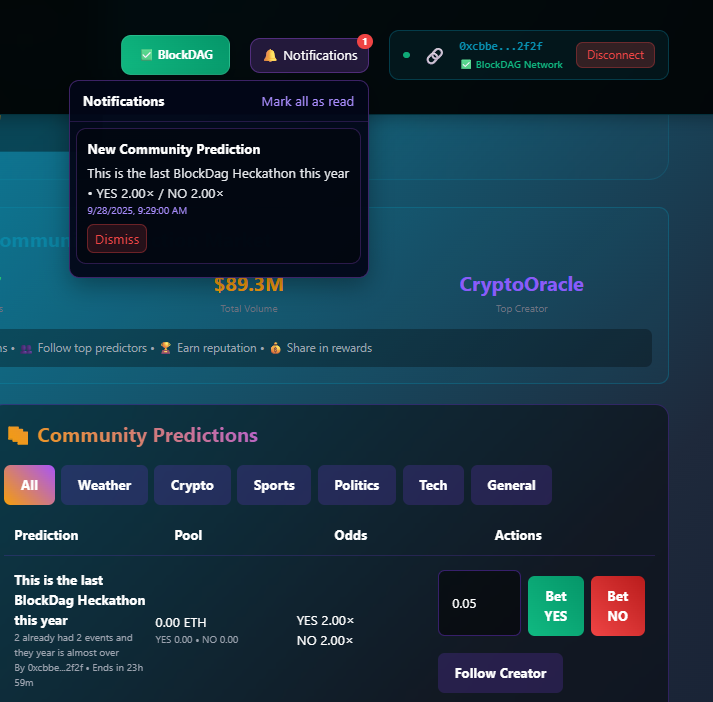 BlockDAG
Notifications
1
0xcbbe...2f2f
BlockDAG Network
Disconnect
Notifications
Mark all as read
New Community Prediction
This is the last BlockDag Heckathon this year
• YES 2.00× / NO 2.00×
9/28/2025, 9:29:00 AM
Dismiss
$89.3M
Total Volume
CryptoOracle
Top Creator
• Follow top predictors • Earn reputation • Share in rewards
Community Predictions
All
Weather
Crypto
Sports
Politics
Tech
General
Prediction
Pool
Odds
Actions
This is the last
BlockDag Heckathon
this year
2 already had 2 events and
they year is almost over
By 0xcbbe...2f2f • Ends in 23h
59m
0.00 ETH
YES 0.00 • NO 0.00
YES 2.00×
NO 2.00×
0.05
Bet
YES
Bet
NO
Follow Creator